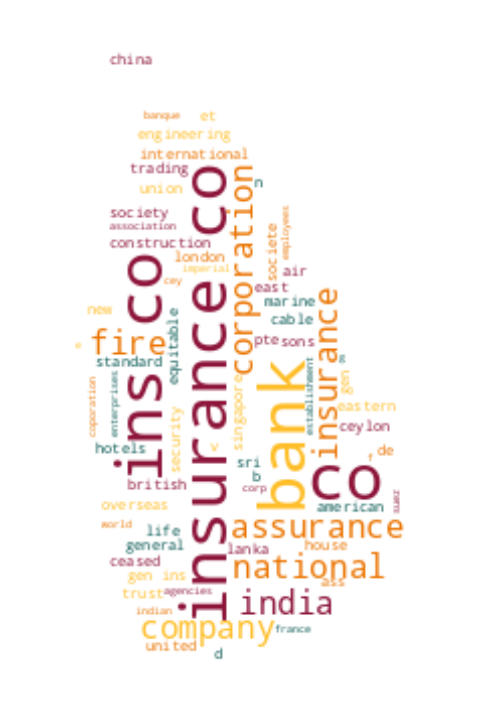 china
banque et
engineering
international
trading
union
n
society
association
construction
london
imperial
cey
insurance co
corporation
societe
employees
air
east
marine
cable
pte sons
ins co
new
e
fire
standard
equitable
coporation
enterprises
hotels
security
v
singapore
bank
establishment
insurance
s
gen
eastern
ceylon
de
f
sri
b
corp
co
ramz
british
overseas
american
world
life
general
ceased
assurance
lanka
house
national
ass
gen ins
trust
agencies
indian
india
company
france
united
d